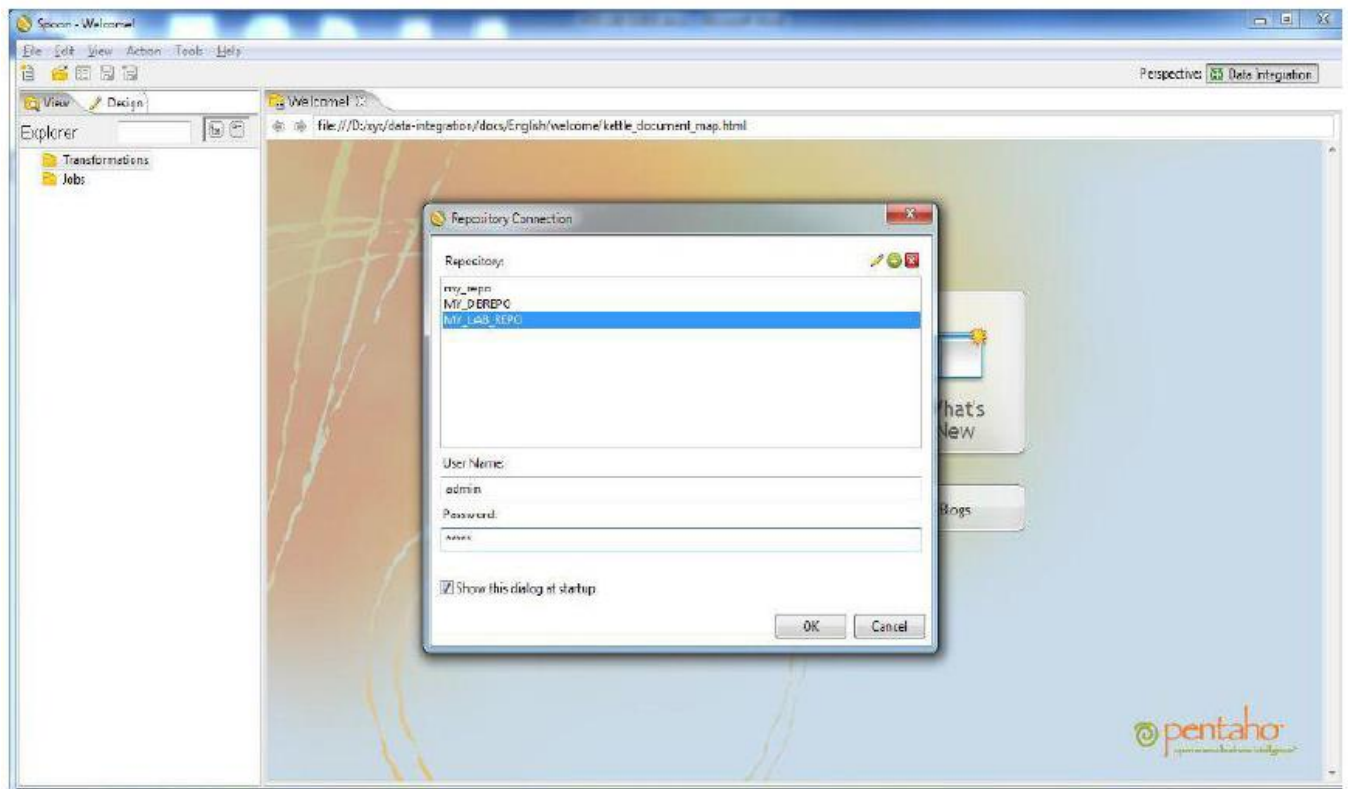 Spoon - Welcome!
File Edit View Action Tools Help
Perspective: Data Integration
View Design
Welcome!
Explorer
file:///D:/xyz/data-integration/docs/English/welcome/kettle_document_map.html
Transformations
Jobs
Repository Connection
Repository:
my_repo
MY_DBREPO
MY_LAB_REPO
User Name:
admin
Password:
*****
Show this dialog at startup
OK Cancel
hat's
New
Blogs
pentaho